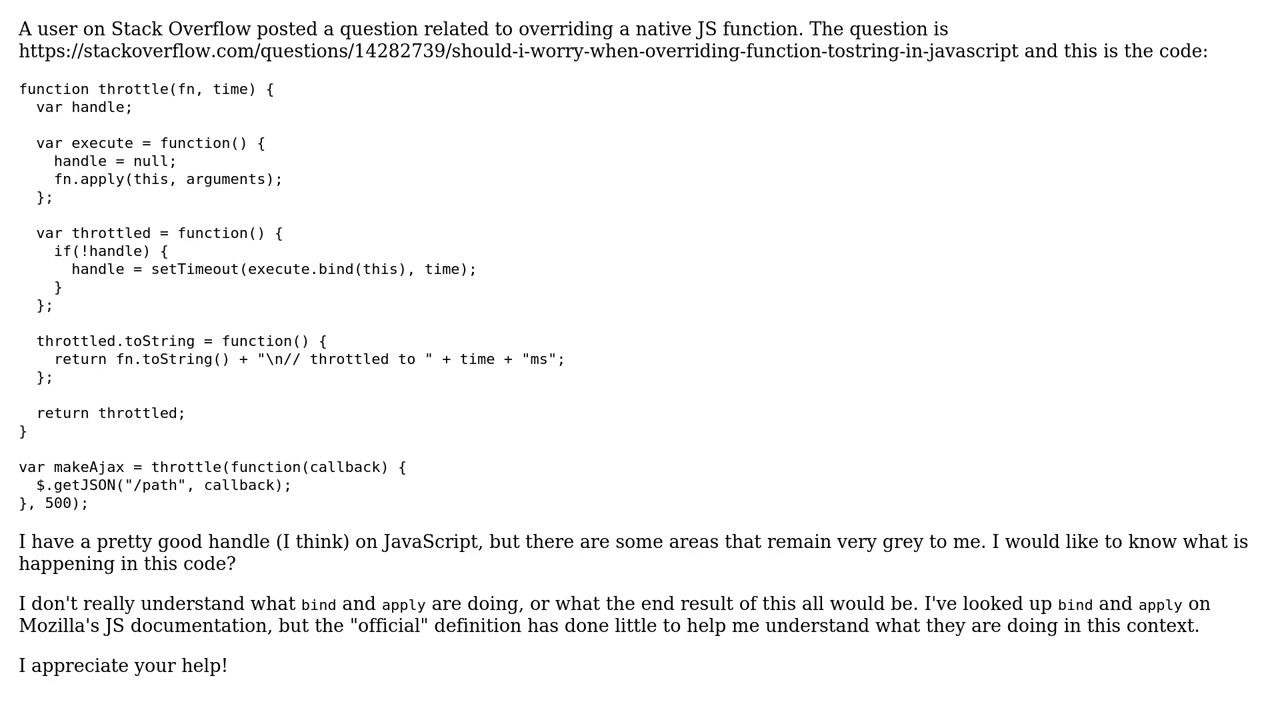 A user on Stack Overflow posted a question related to overriding a native JS function. The question is
https://stackoverflow.com/questions/14282739/should-i-worry-when-overriding-function-tostring-in-javascript and this is the code:
function throttle(fn, time) {
  var handle;

  var execute = function() {
    handle = null;
    fn.apply(this, arguments);
  };

  var throttled = function() {
    if(!handle) {
      handle = setTimeout(execute.bind(this), time);
    }
  };

  throttled.toString = function() {
    return fn.toString() + "\n// throttled to " + time + "ms";
  };

  return throttled;
}

var makeAjax = throttle(function(callback) {
  $.getJSON("/path", callback);
}, 500);
I have a pretty good handle (I think) on JavaScript, but there are some areas that remain very grey to me. I would like to know what is
happening in this code?
I don't really understand what bind and apply are doing, or what the end result of this all would be. I've looked up bind and apply on
Mozilla's JS documentation, but the "official" definition has done little to help me understand what they are doing in this context.
I appreciate your help!